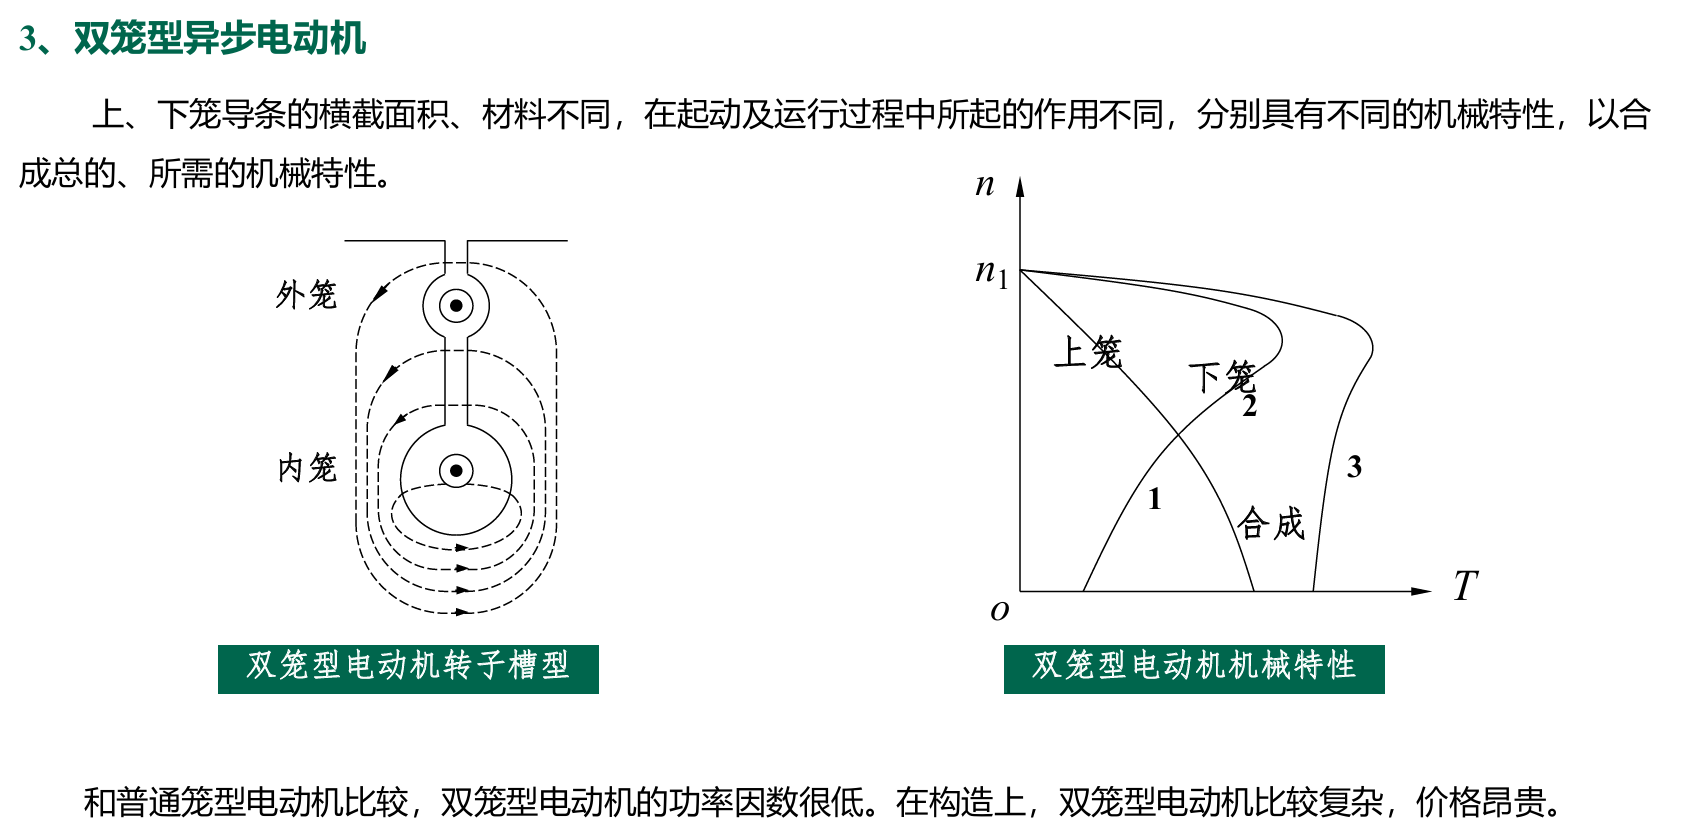 3、双笼型异步电动机
上、下笼导条的横截面积、材料不同，在起动及运行过程中所起的作用不同，分别具有不同的机械特性，以合
成总的、所需的机械特性。
外笼
内笼
双笼型电动机转子槽型
n
n1
上笼
下笼
2
3
1
合成
T
o
双笼型电动机机械特性
和普通笼型电动机比较，双笼型电动机的功率因数很低。在构造上，双笼型电动机比较复杂，价格昂贵。